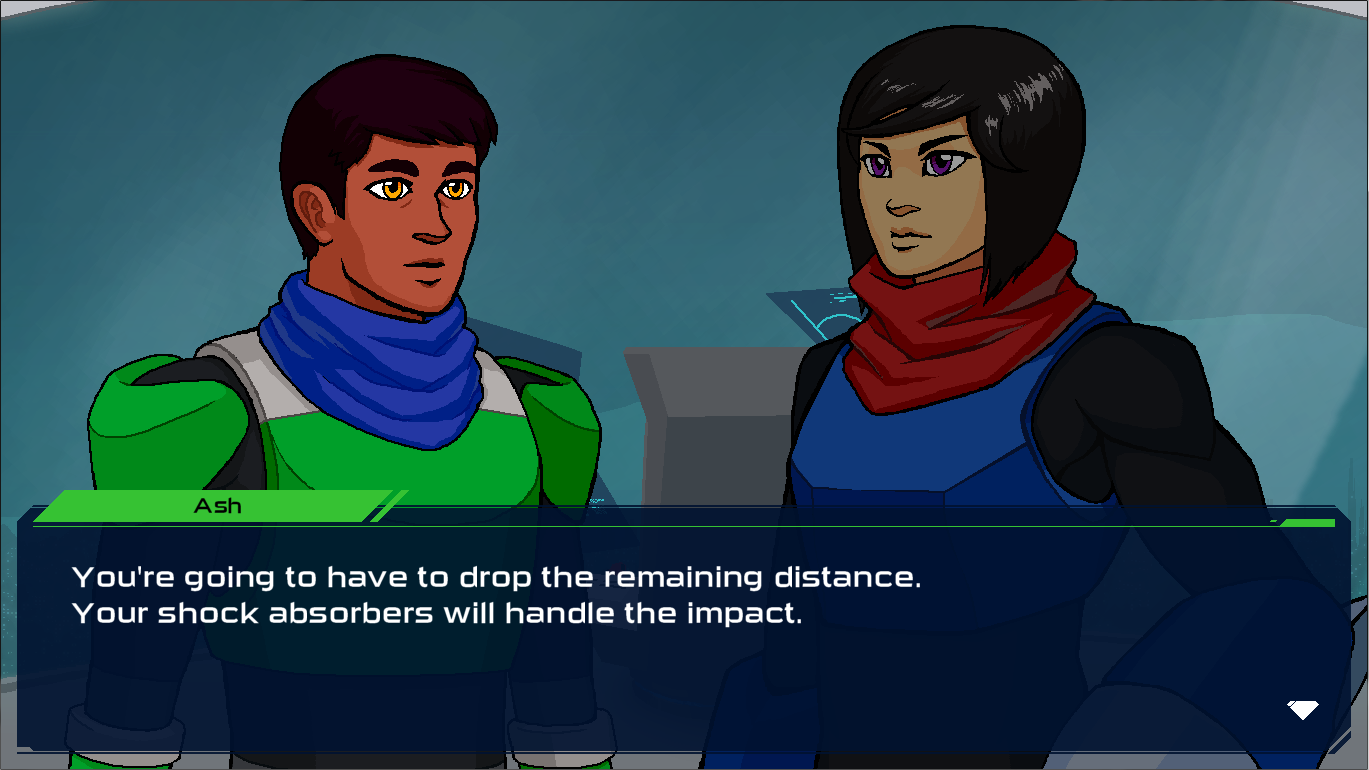 Ash
You're going to have to drop the remaining distance.
Your shock absorbers will handle the impact.